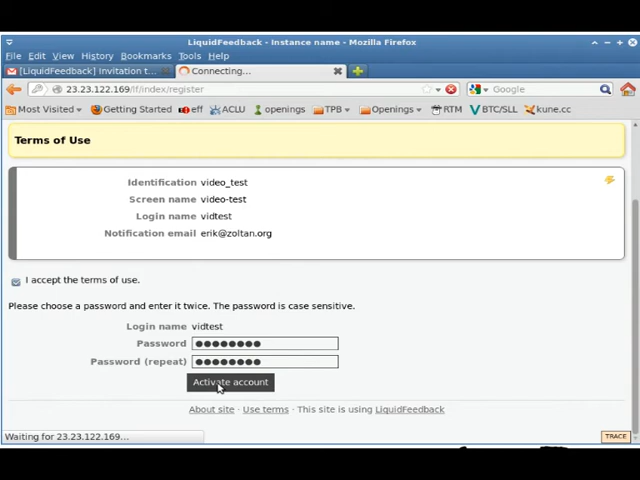 LiquidFeedback - Instance name - Mozilla Firefox
File Edit View History Bookmarks Tools Help
[LiquidFeedback] Invitation t... Connecting...
23.23.122.169/lf/index/register Google
Most Visited Getting Started eff ACLU openings TPB Openings RTM BTC/SLL kune.cc
Terms of Use
Identification video_test
Screen name video-test
Login name vidtest
Notification email erik@zoltan.org
I accept the terms of use.
Please choose a password and enter it twice. The password is case sensitive.
Login name vidtest
Password ●●●●●●●●
Password (repeat) ●●●●●●●●
Activate account
About site · Use terms · This site is using LiquidFeedback
Waiting for 23.23.122.169... TRACE